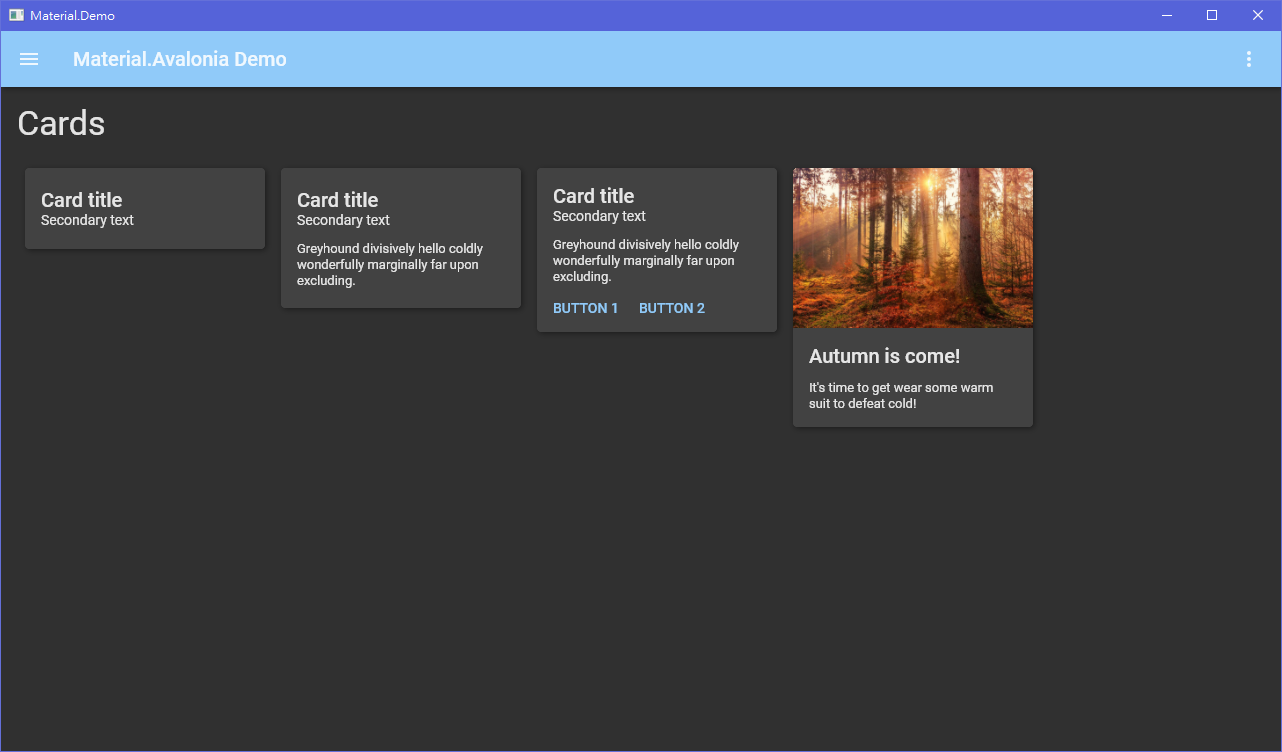 Material.Demo
Material.Avalonia Demo
Cards
Card title
Secondary text
Card title
Secondary text
Greyhound divisively hello coldly
wonderfully marginally far upon
excluding.
Card title
Secondary text
Greyhound divisively hello coldly
wonderfully marginally far upon
excluding.
BUTTON 1 BUTTON 2
Autumn is come!
It's time to get wear some warm
suit to defeat cold!